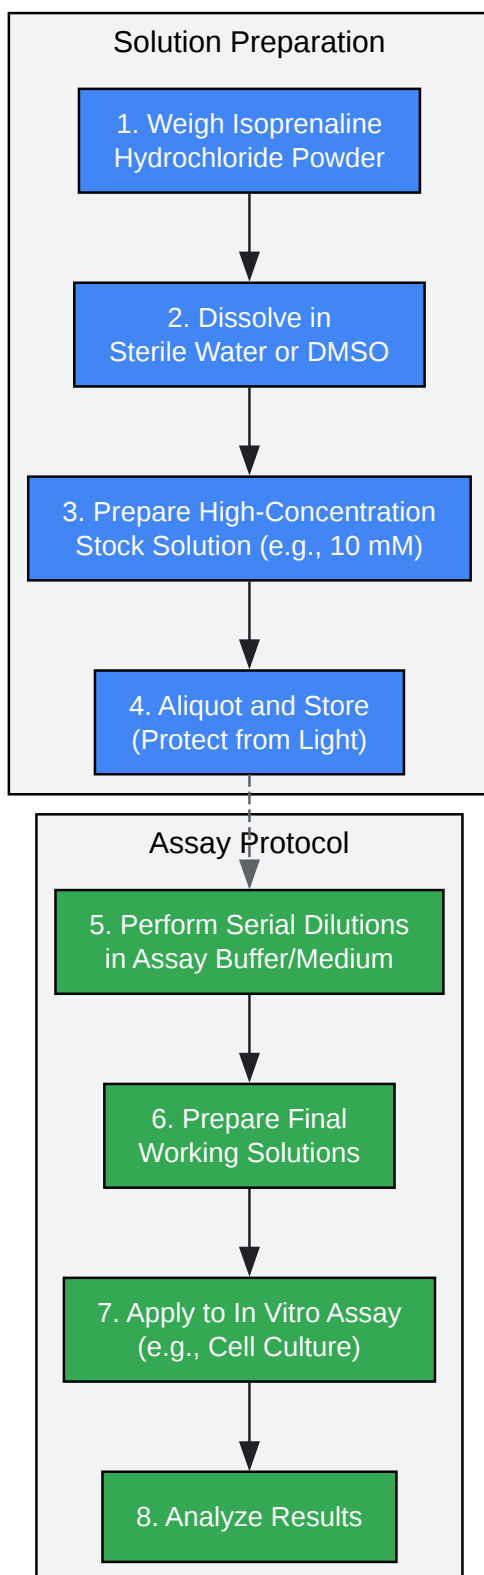 Solution Preparation
1. Weigh Isoprenaline
Hydrochloride Powder
2. Dissolve in
Sterile Water or DMSO
3. Prepare High-Concentration
Stock Solution (e.g., 10 mM)
4. Aliquot and Store
(Protect from Light)
Assay Protocol
5. Perform Serial Dilutions
in Assay Buffer/Medium
6. Prepare Final
Working Solutions
7. Apply to In Vitro Assay
(e.g., Cell Culture)
8. Analyze Results